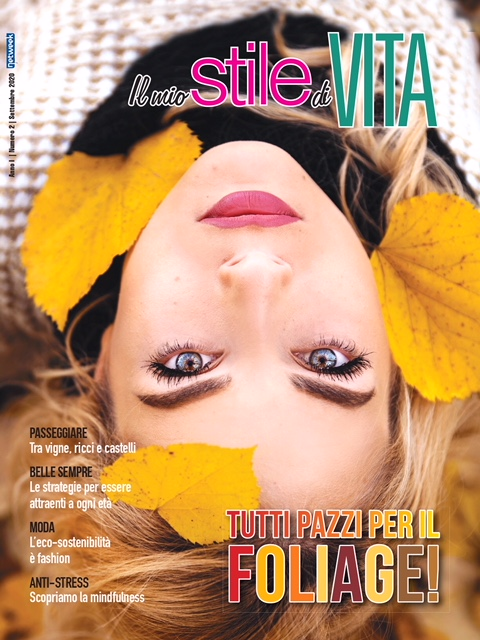 netweek
Anno I | Numero 2 | Settembre 2020
Il mio stile di VITA
PASSEGGIARE
Tra vigne, ricci e castelli
BELLE SEMPRE
Le strategie per essere
attraenti a ogni età
MODA
L'eco-sostenibilità
è fashion
ANTI-STRESS
Scopriamo la mindfulness
TUTTI PAZZI PER IL
FOLIAGE!